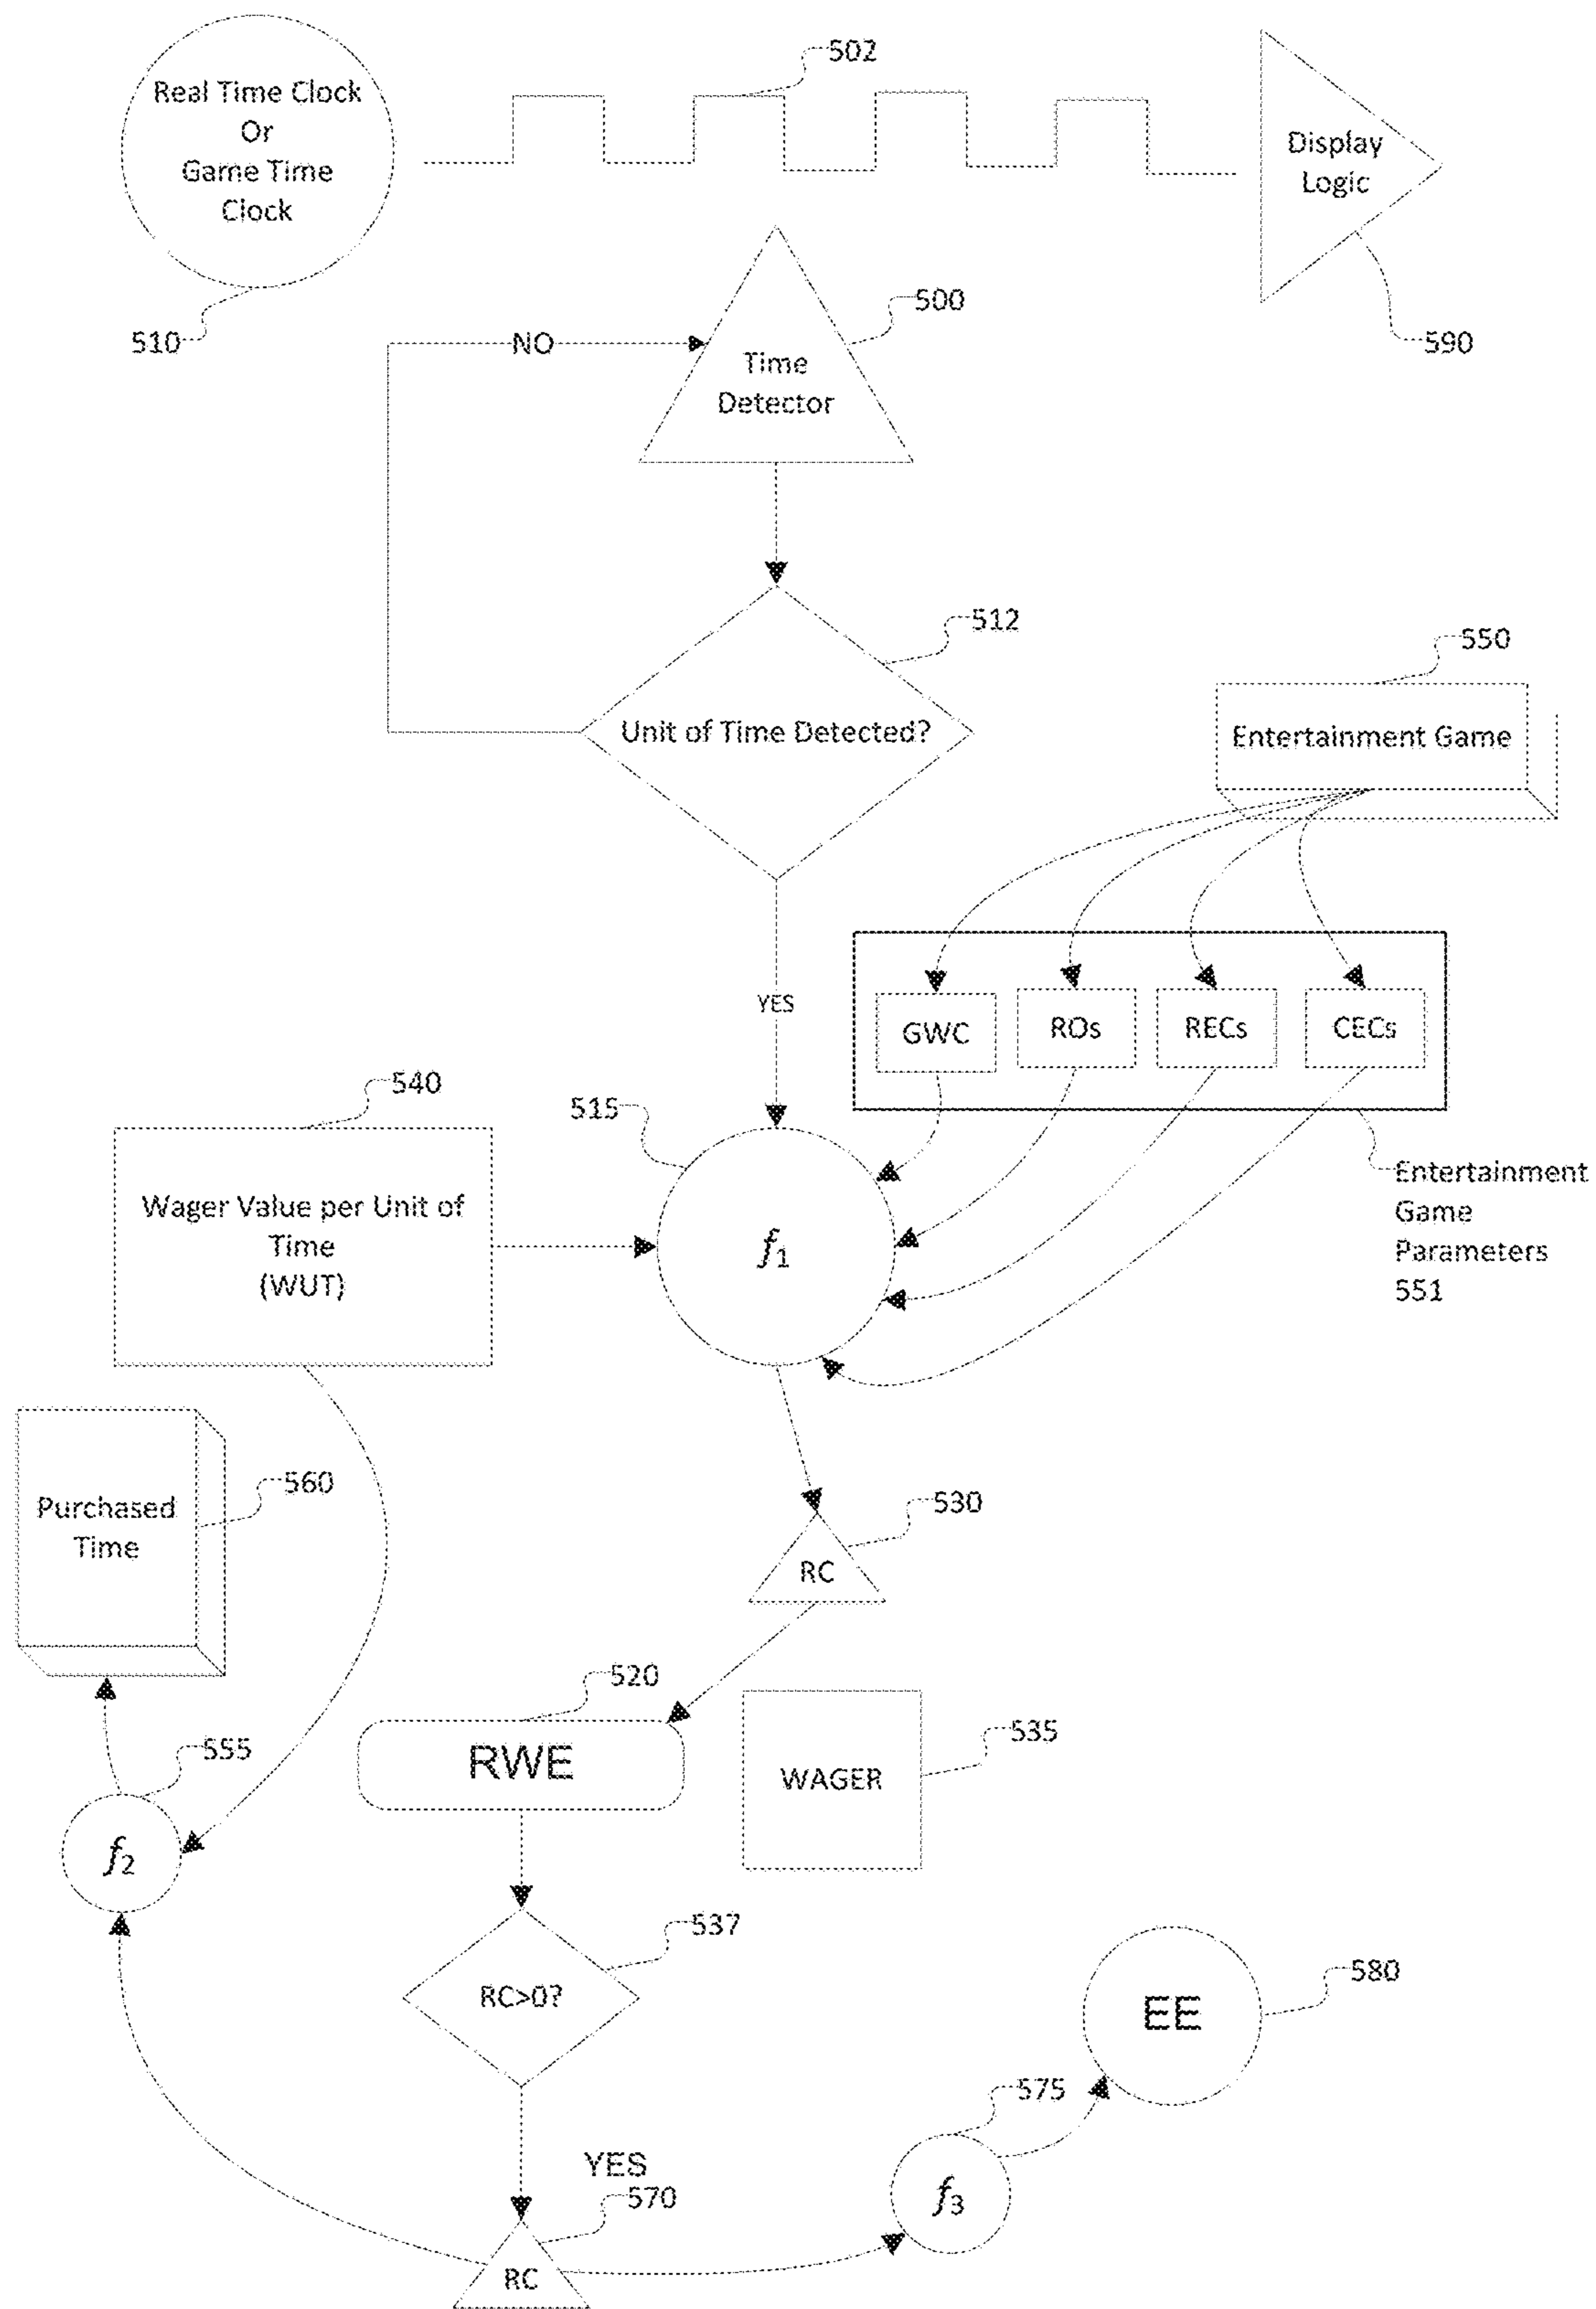 502
Real Time Clock
Or
Game Time
Clock
Display
Logic
510
500
590
NO
Time
Detector
512
550
Unit of Time Detected?
Entertainment Game
YES
GWC
ROs
RECs
CECs
540
515
Entertainment
Game
Parameters
551
Wager Value per Unit of
Time
(WUT)
f1
560
530
Purchased
Time
RC
520
535
RWE
WAGER
555
f2
537
580
RC>0?
EE
575
YES
570
f3
RC